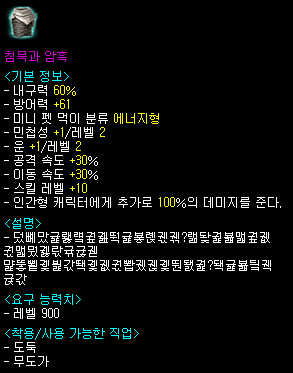 침묵과 암흑
<기본 정보>
- 내구력 60%
- 방어력 +61
- 미니 펫 먹이 분류 에너지형
- 민첩성 +1/레벨 2
- 운 +1/레벨 2
- 공격 속도 +30%
- 이동 속도 +30%
- 스킬 레벨 +10
- 인간형 캐릭터에게 추가로 100%의 데미지를 준다.
<설명>
<요구 능력치>
- 레벨 900
<착용/사용 가능한 직업>
- 도둑
- 무도가